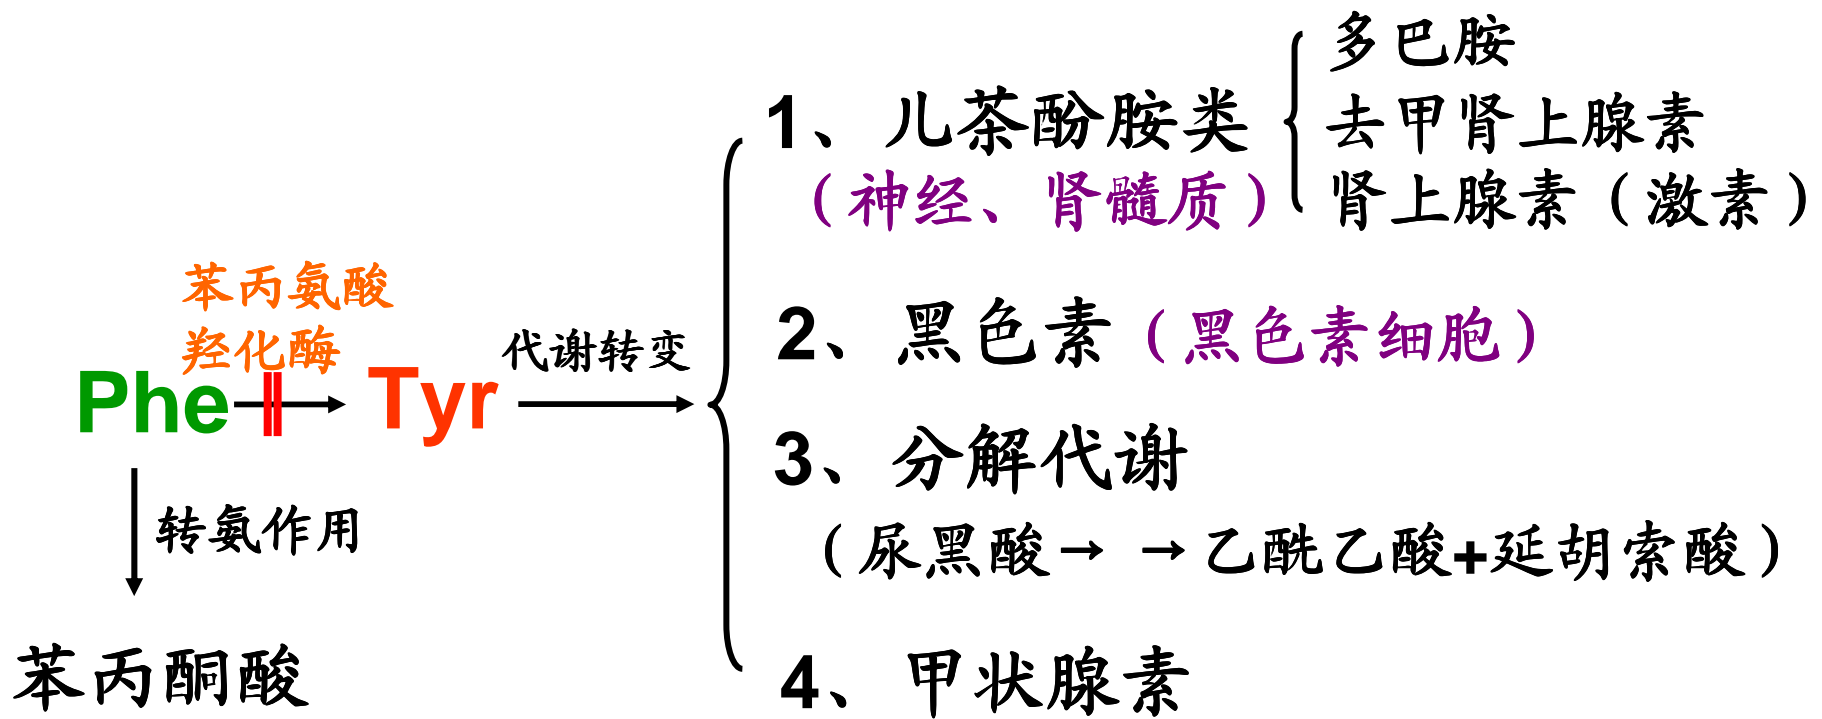 多巴胺
1、儿茶酚胺类
去甲肾上腺素
（神经、肾髓质）
肾上腺素（激素）
苯丙氨酸
羟化酶
Phe
Tyr
代谢转变
2、黑色素（黑色素细胞）
3、分解代谢
转氨作用
（尿黑酸→ →乙酰乙酸+延胡索酸）
苯丙酮酸
4、甲状腺素